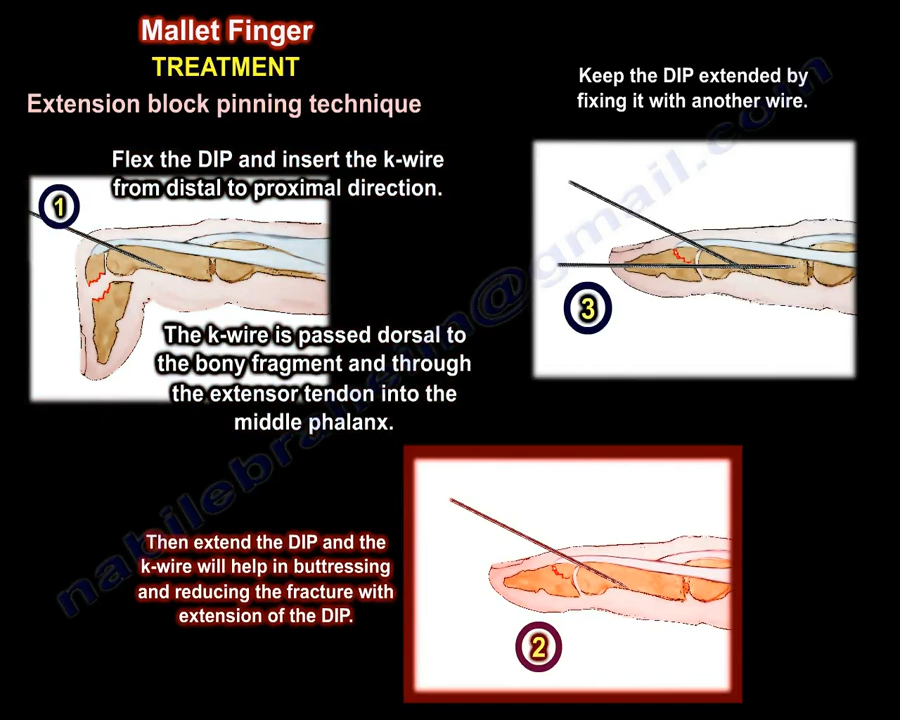 Mallet Finger
TREATMENT
Extension block pinning technique
Flex the DIP and insert the k-wire
from distal to proximal direction.
1
The k-wire is passed dorsal to
the bony fragment and through
the extensor tendon into the
middle phalanx.
Then extend the DIP and the
k-wire will help in buttressing
and reducing the fracture with
extension of the DIP.
2
Keep the DIP extended by
fixing it with another wire.
3
nabilebraheim@gmail.com